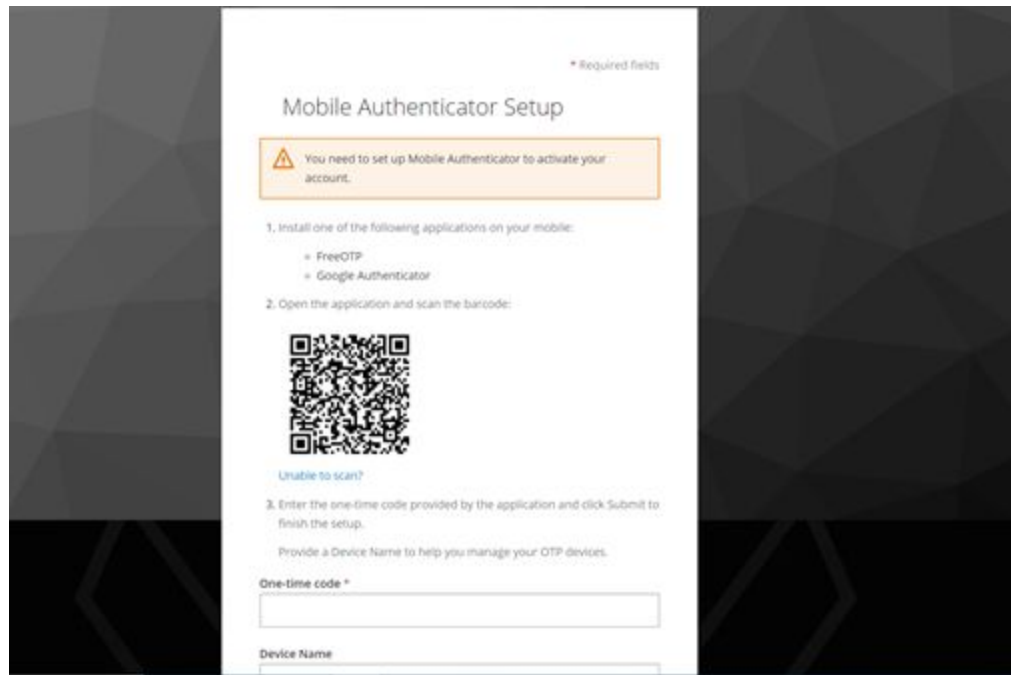 * Required fields
Mobile Authenticator Setup
You need to set up Mobile Authenticator to activate your
account.
1. Install one of the following applications on your mobile:
FreeOTP
Google Authenticator
2. Open the application and scan the barcode:
Unable to scan?
3. Enter the one-time code provided by the application and click Submit to
finish the setup.
Provide a Device Name to help you manage your OTP devices.
One-time code *
Device Name